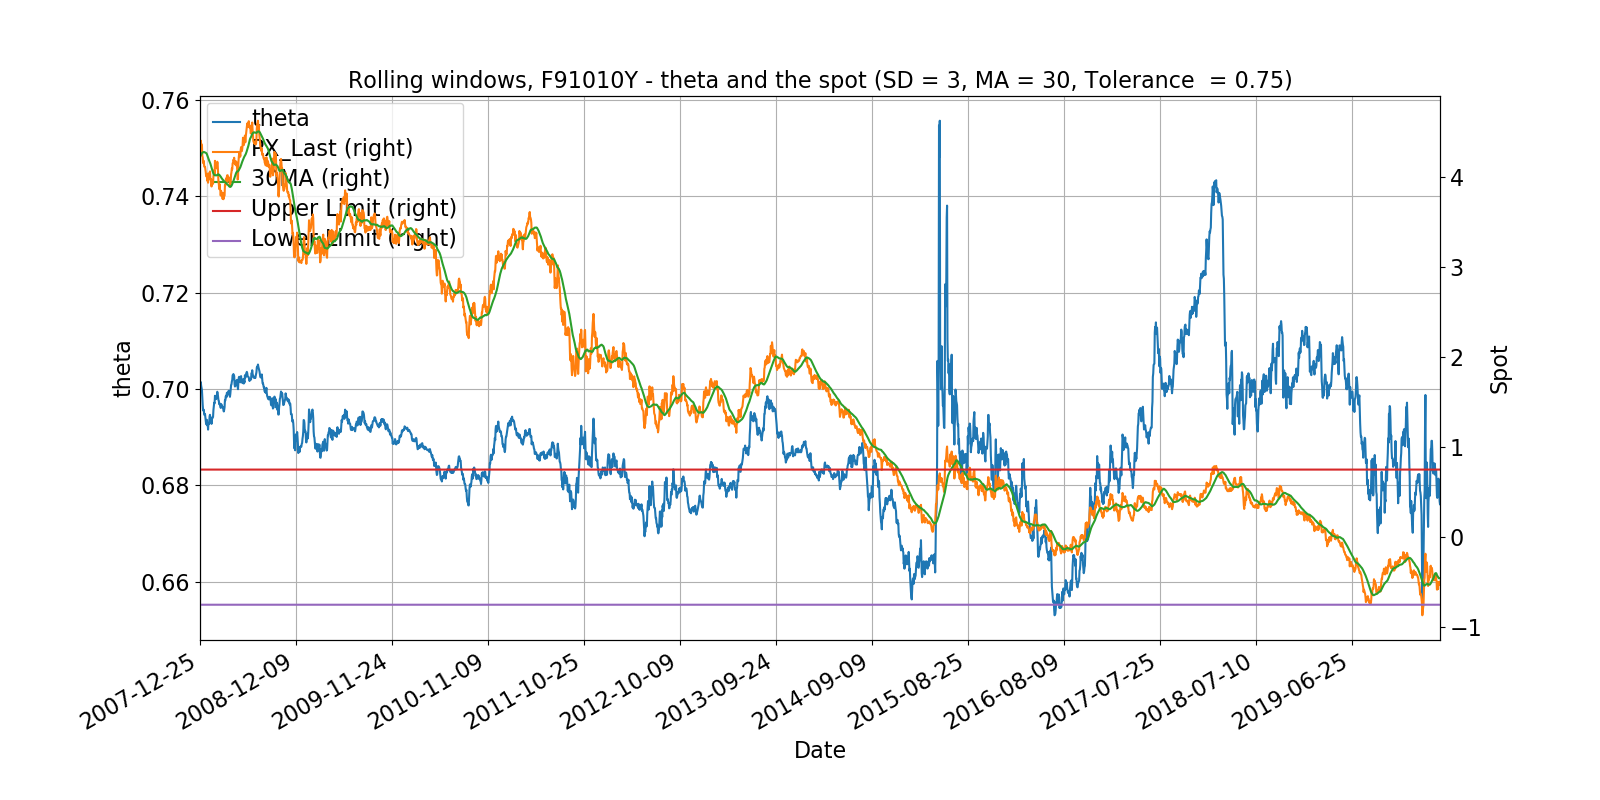 Rolling windows, F91010Y - theta and the spot (SD = 3, MA = 30, Tolerance  = 0.75)
theta
PX_Last (right)
30MA (right)
Upper Limit (right)
Lower Limit (right)
0.76
0.74
0.72
0.70
0.68
0.66
theta
4
3
2
1
0
−1
Spot
2007-12-25
2008-12-09
2009-11-24
2010-11-09
2011-10-25
2012-10-09
2013-09-24
2014-09-09
2015-08-25
2016-08-09
2017-07-25
2018-07-10
2019-06-25
Date